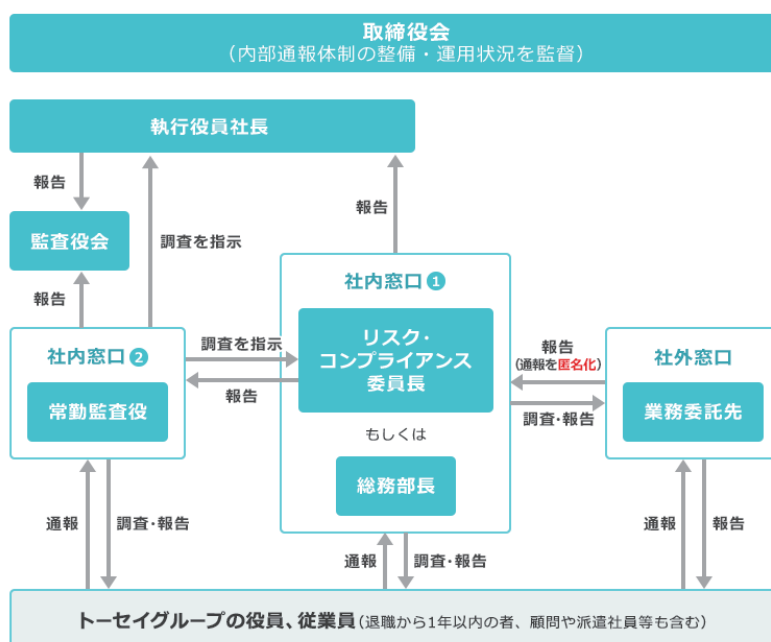 取締役会
（内部通報体制の整備・運用状況を監督）
執行役員社長
報告
報告
監査役会
調査を指示
社内窓口 1
報告
社内窓口 2
調査を指示
リスク・
コンプライアンス
委員長
報告
（通報を匿名化）
社外窓口
常勤監査役
報告
調査・報告
業務委託先
もしくは
総務部長
通報
調査・報告
通報
報告
通報
調査・報告
トーセイグループの役員、従業員（退職から1年以内の者、顧問や派遣社員等も含む）